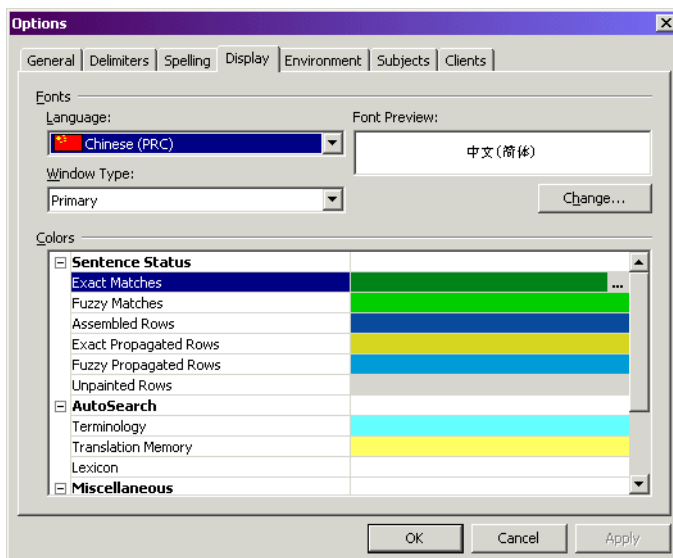 Options
General Delimiters Spelling Display Environment Subjects Clients
Fonts
Language:
Font Preview:
Chinese (PRC)
中文(简体)
Window Type:
Primary
Change...
Colors
Sentence Status
Exact Matches ...
Fuzzy Matches
Assembled Rows
Exact Propagated Rows
Fuzzy Propagated Rows
Unpainted Rows
AutoSearch
Terminology
Translation Memory
Lexicon
Miscellaneous
OK Cancel Apply